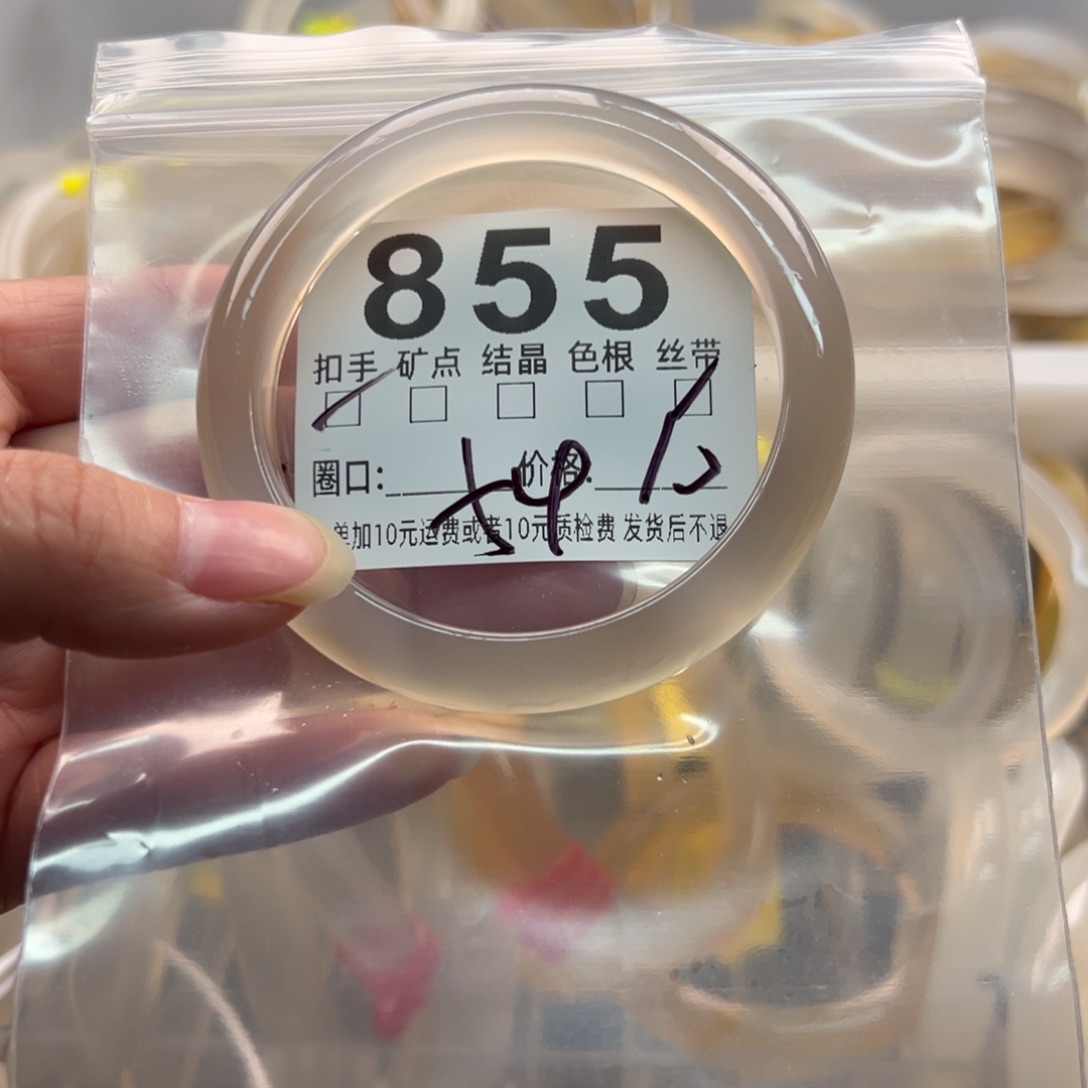 855
扣手 矿点 结晶 色根 丝带
圈口: 价格:
单加10元运费或者10元质检费 发货后不退